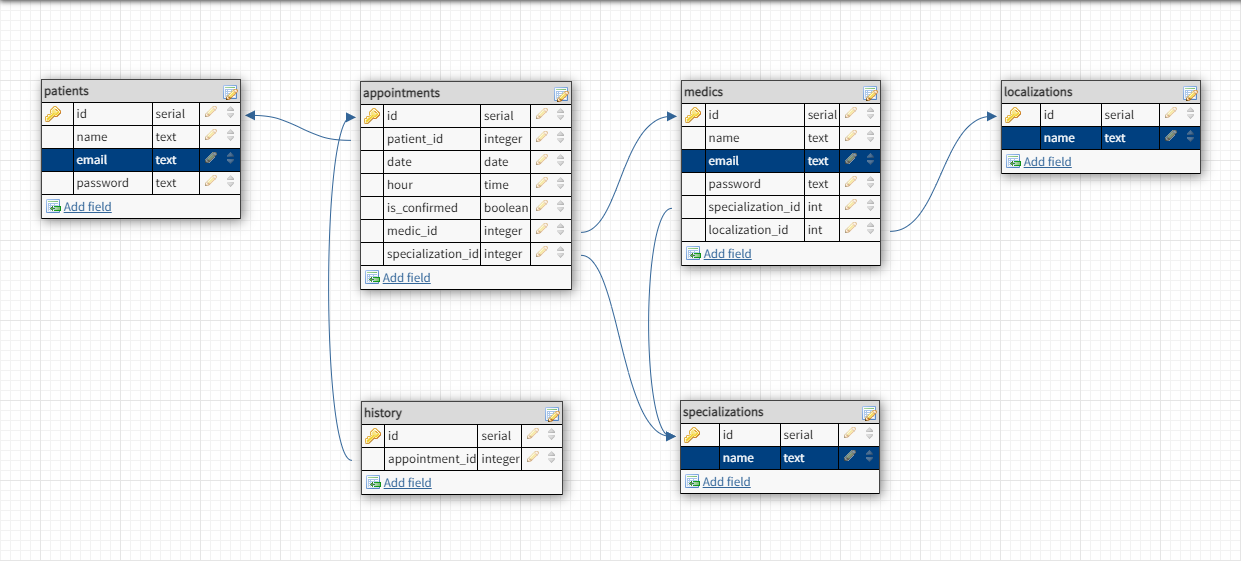 patients
id serial
name text
email text
password text
Add field
appointments
id serial
patient_id integer
date date
hour time
is_confirmed boolean
medic_id integer
specialization_id integer
Add field
medics
id serial
name text
email text
password text
specialization_id int
localization_id int
Add field
localizations
id serial
name text
Add field
history
id serial
appointment_id integer
Add field
specializations
id serial
name text
Add field